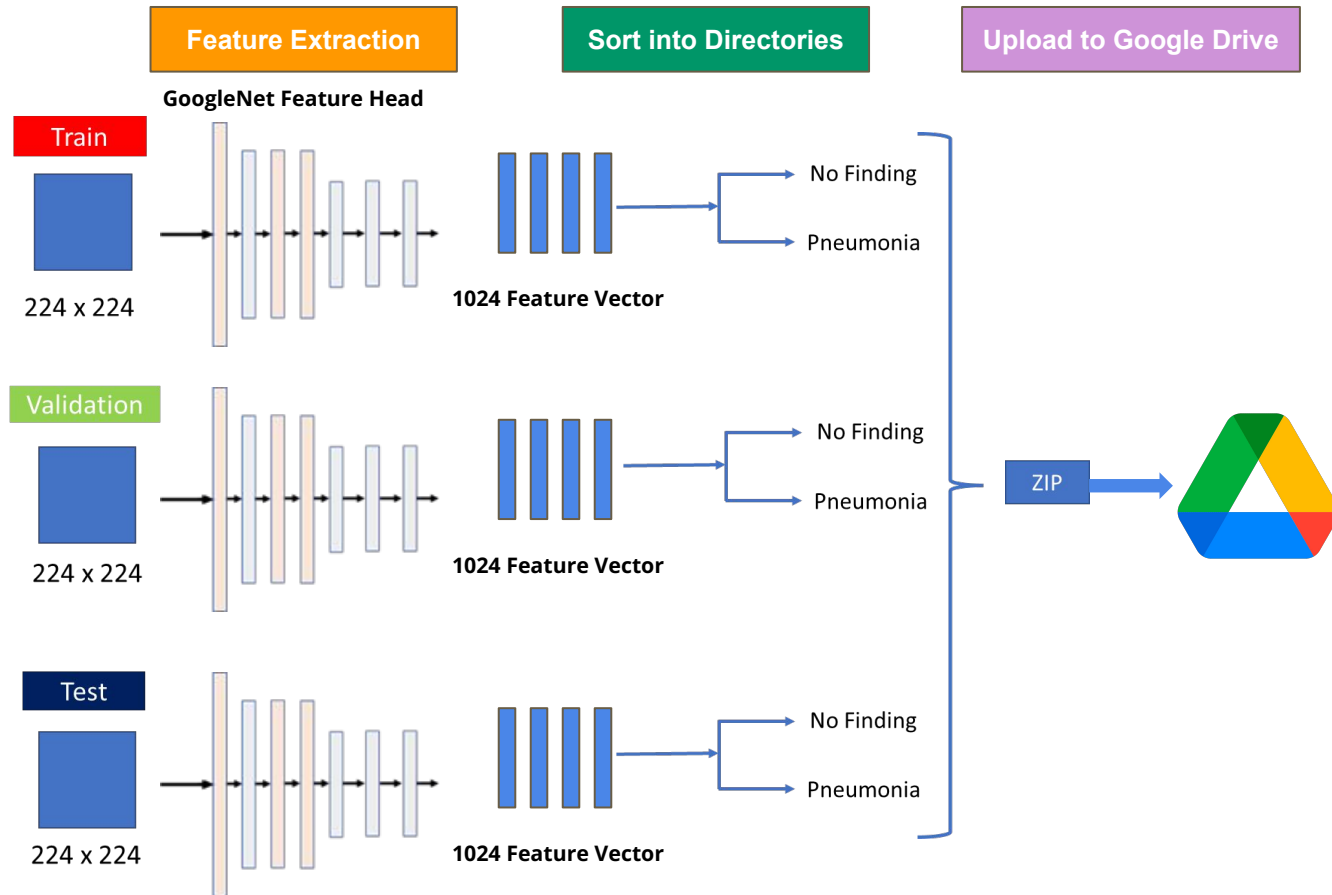 Feature Extraction
Sort into Directories
Upload to Google Drive
GoogleNet Feature Head
Train
224 x 224
1024 Feature Vector
No Finding
Pneumonia
Validation
224 x 224
1024 Feature Vector
No Finding
Pneumonia
ZIP
Test
224 x 224
1024 Feature Vector
No Finding
Pneumonia